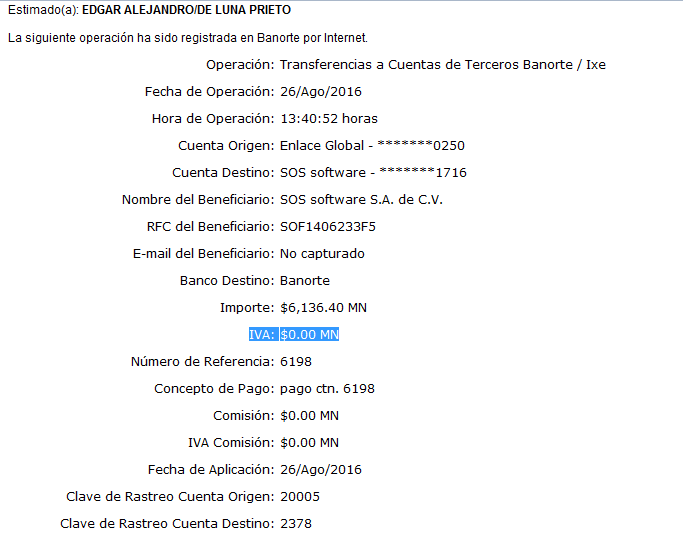 Estimado(a): EDGAR ALEJANDRO/DE LUNA PRIETO
La siguiente operación ha sido registrada en Banorte por Internet.
Operación: Transferencias a Cuentas de Terceros Banorte / Ixe
Fecha de Operación: 26/Ago/2016
Hora de Operación: 13:40:52 horas
Cuenta Origen: Enlace Global - *******0250
Cuenta Destino: SOS software - *******1716
Nombre del Beneficiario: SOS software S.A. de C.V.
RFC del Beneficiario: SOF1406233F5
E-mail del Beneficiario: No capturado
Banco Destino: Banorte
Importe: $6,136.40 MN
IVA: $0.00 MN
Número de Referencia: 6198
Concepto de Pago: pago ctn. 6198
Comisión: $0.00 MN
IVA Comisión: $0.00 MN
Fecha de Aplicación: 26/Ago/2016
Clave de Rastreo Cuenta Origen: 20005
Clave de Rastreo Cuenta Destino: 2378